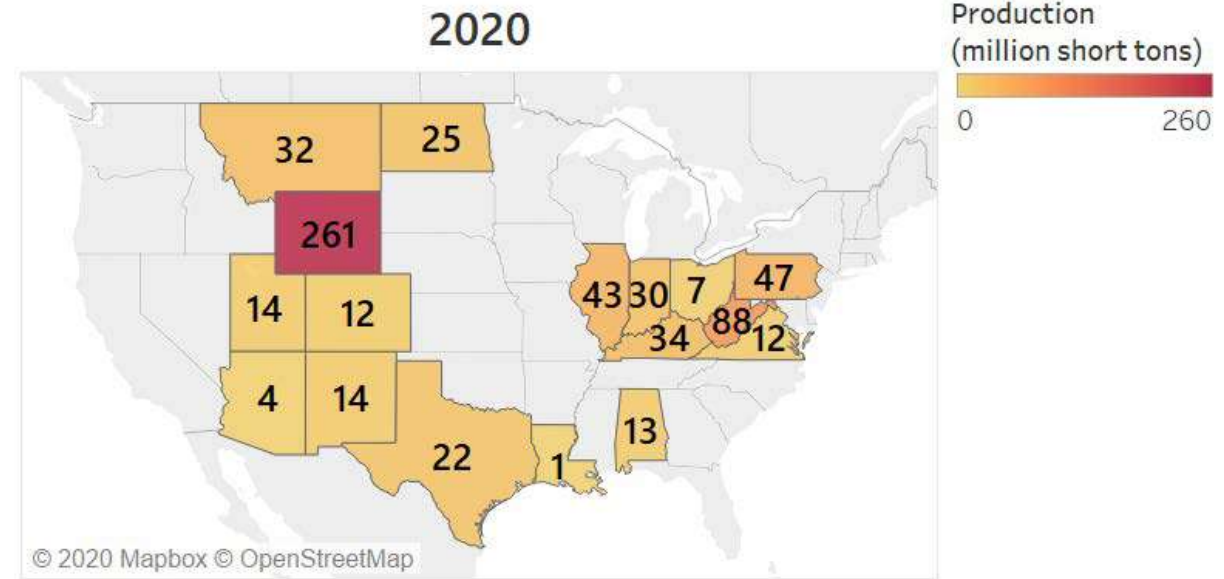 2020
Production
(million short tons)
0 260
32 25
261
14 12
43 30 7 47
34 88 12
4 14
22 1 13
© 2020 Mapbox © OpenStreetMap